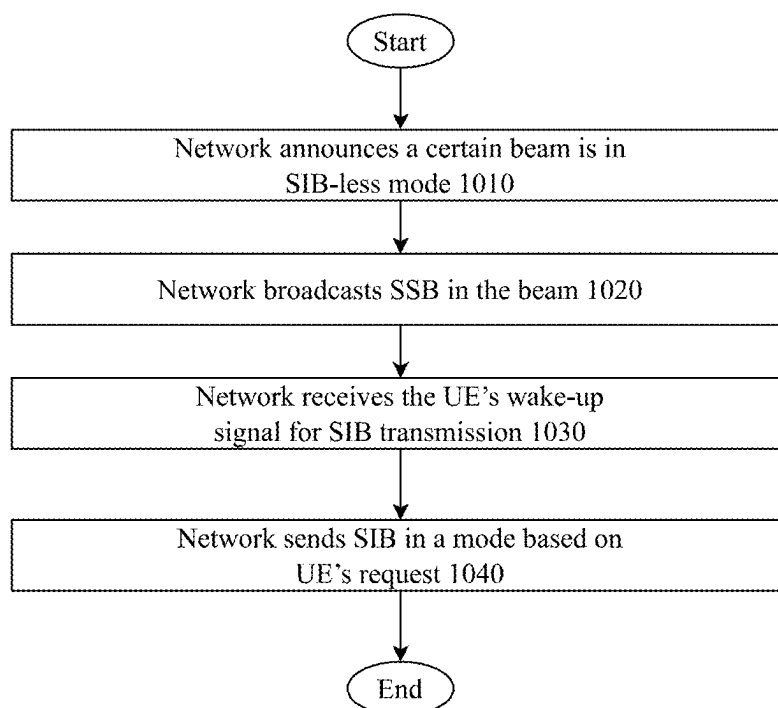 Start
Network announces a certain beam is in
SIB-less mode 1010
Network broadcasts SSB in the beam 1020
Network receives the UE's wake-up
signal for SIB transmission 1030
Network sends SIB in a mode based on
UE's request 1040
End